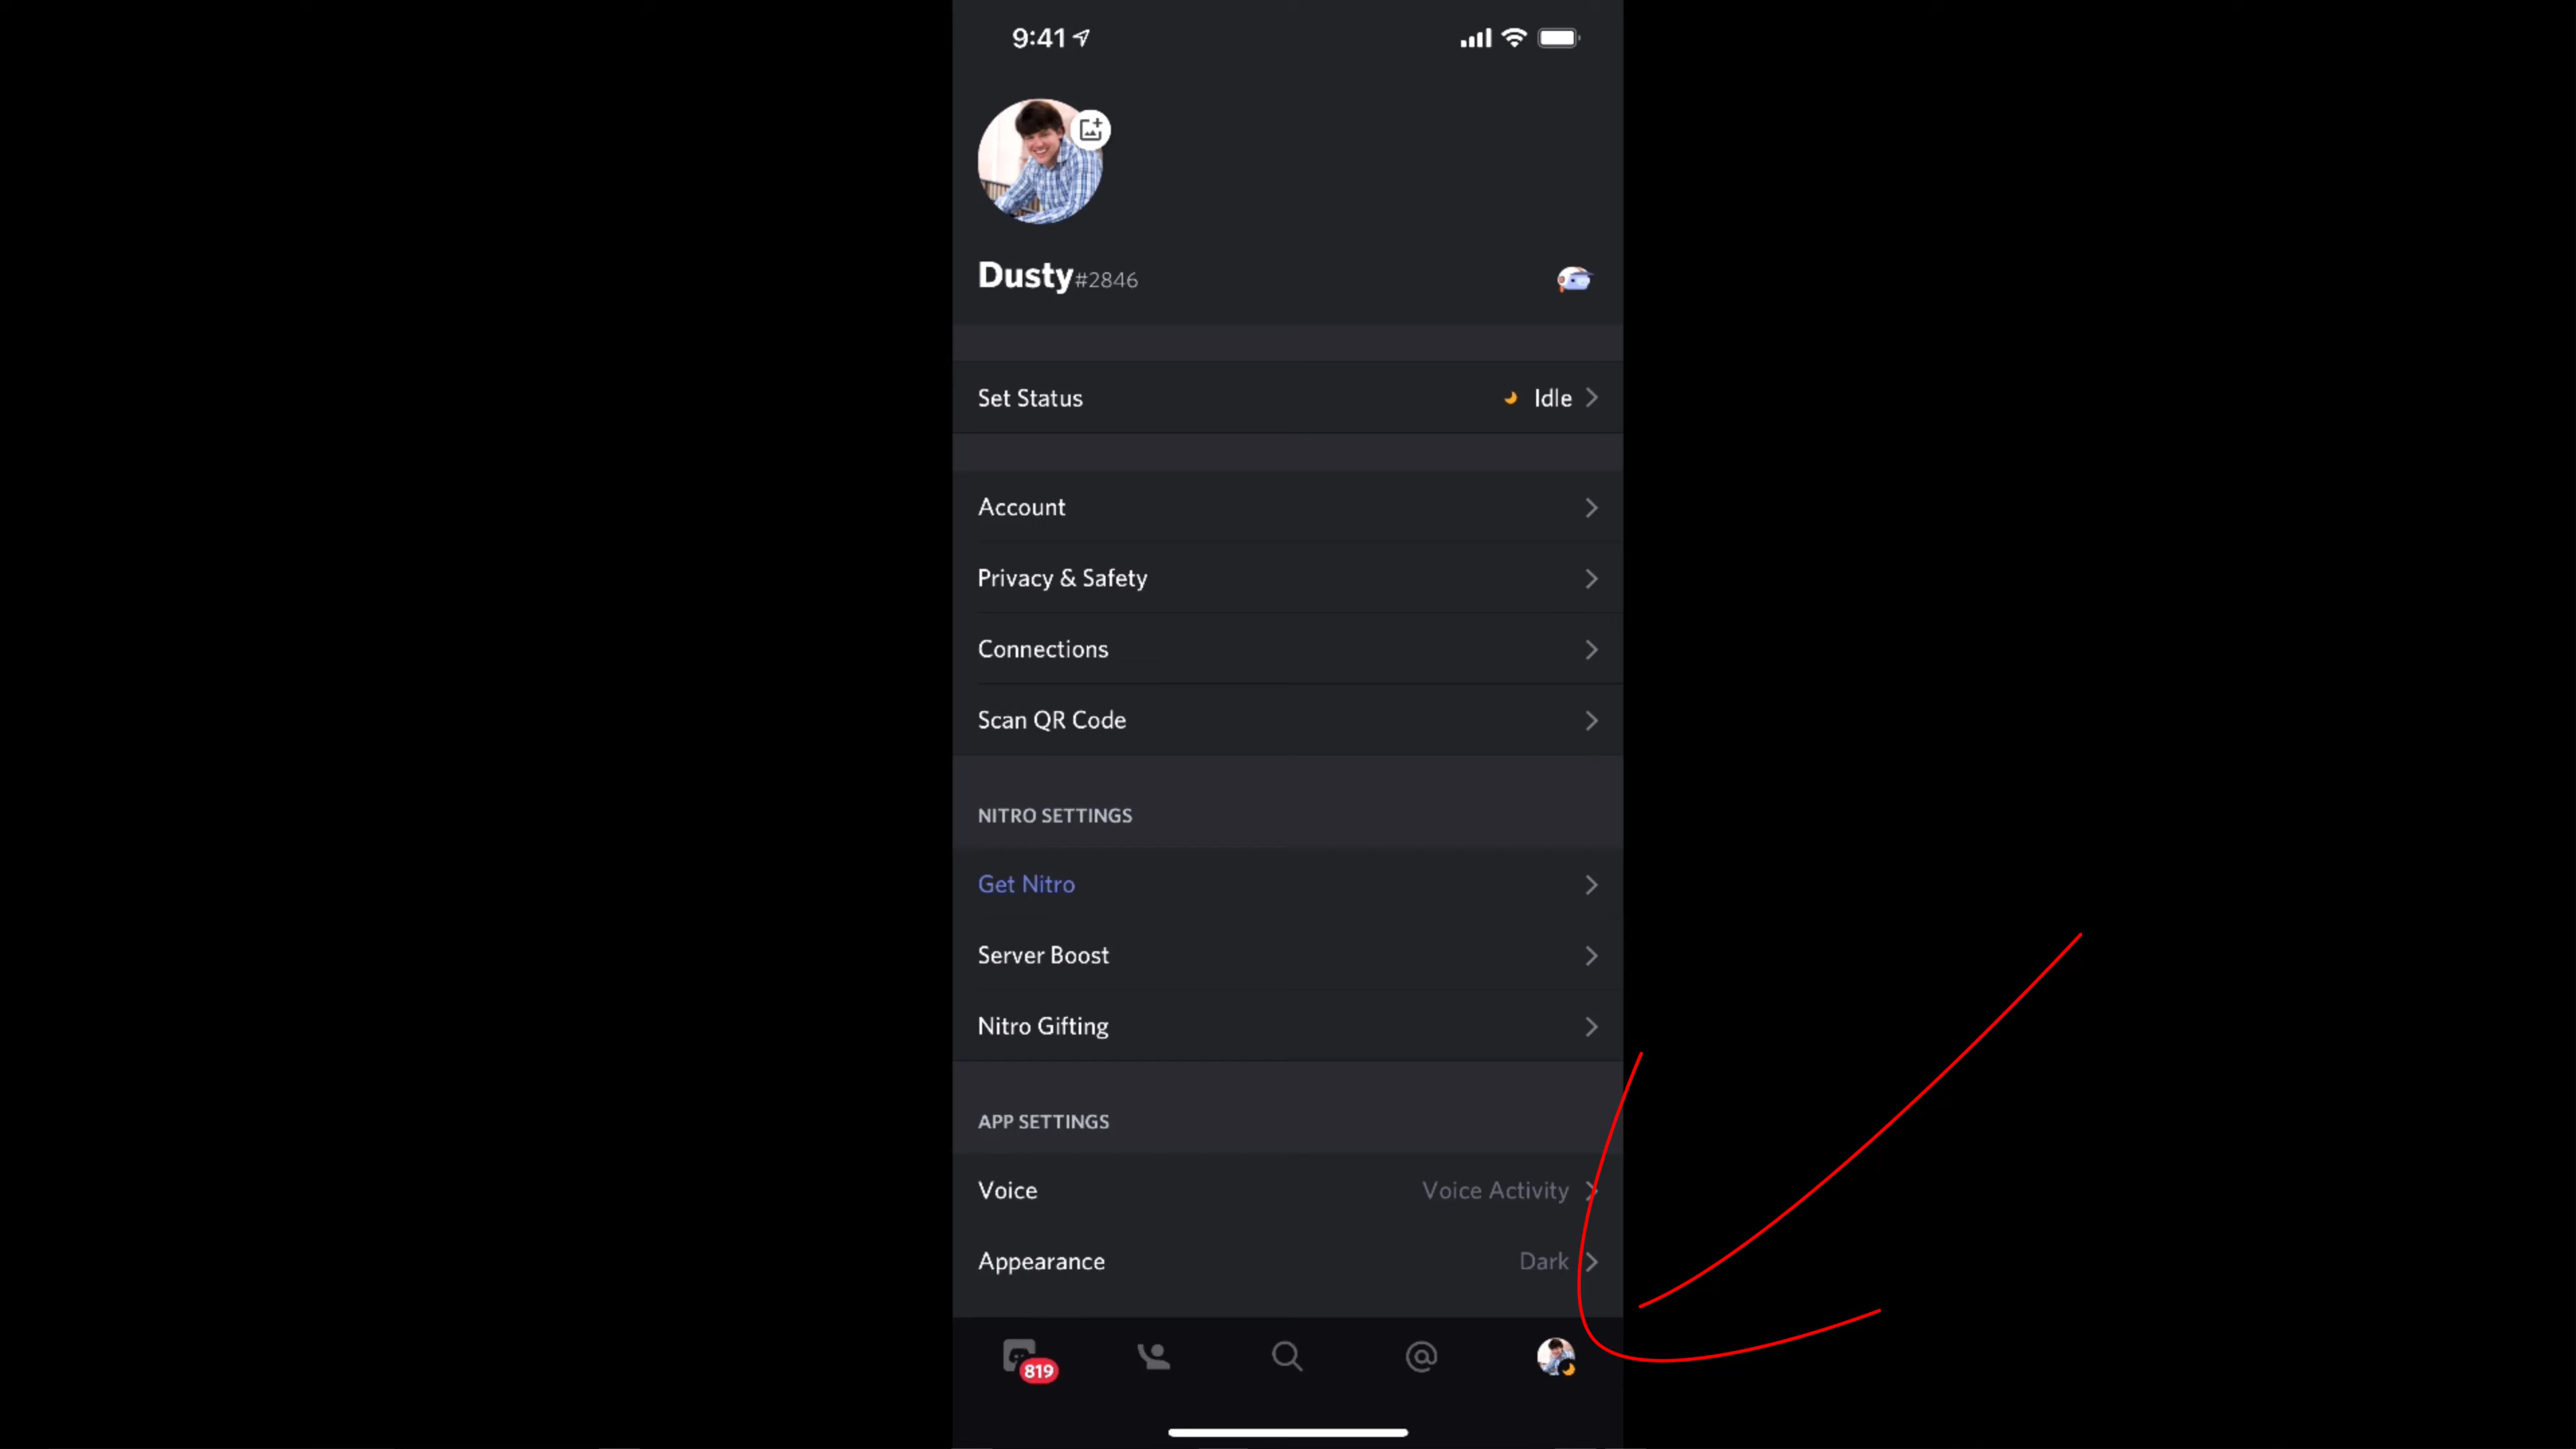 9:41
Dusty#2846
Set Status Idle
Account
Privacy & Safety
Connections
Scan QR Code
NITRO SETTINGS
Get Nitro
Server Boost
Nitro Gifting
APP SETTINGS
Voice Voice Activity
Appearance Dark
819